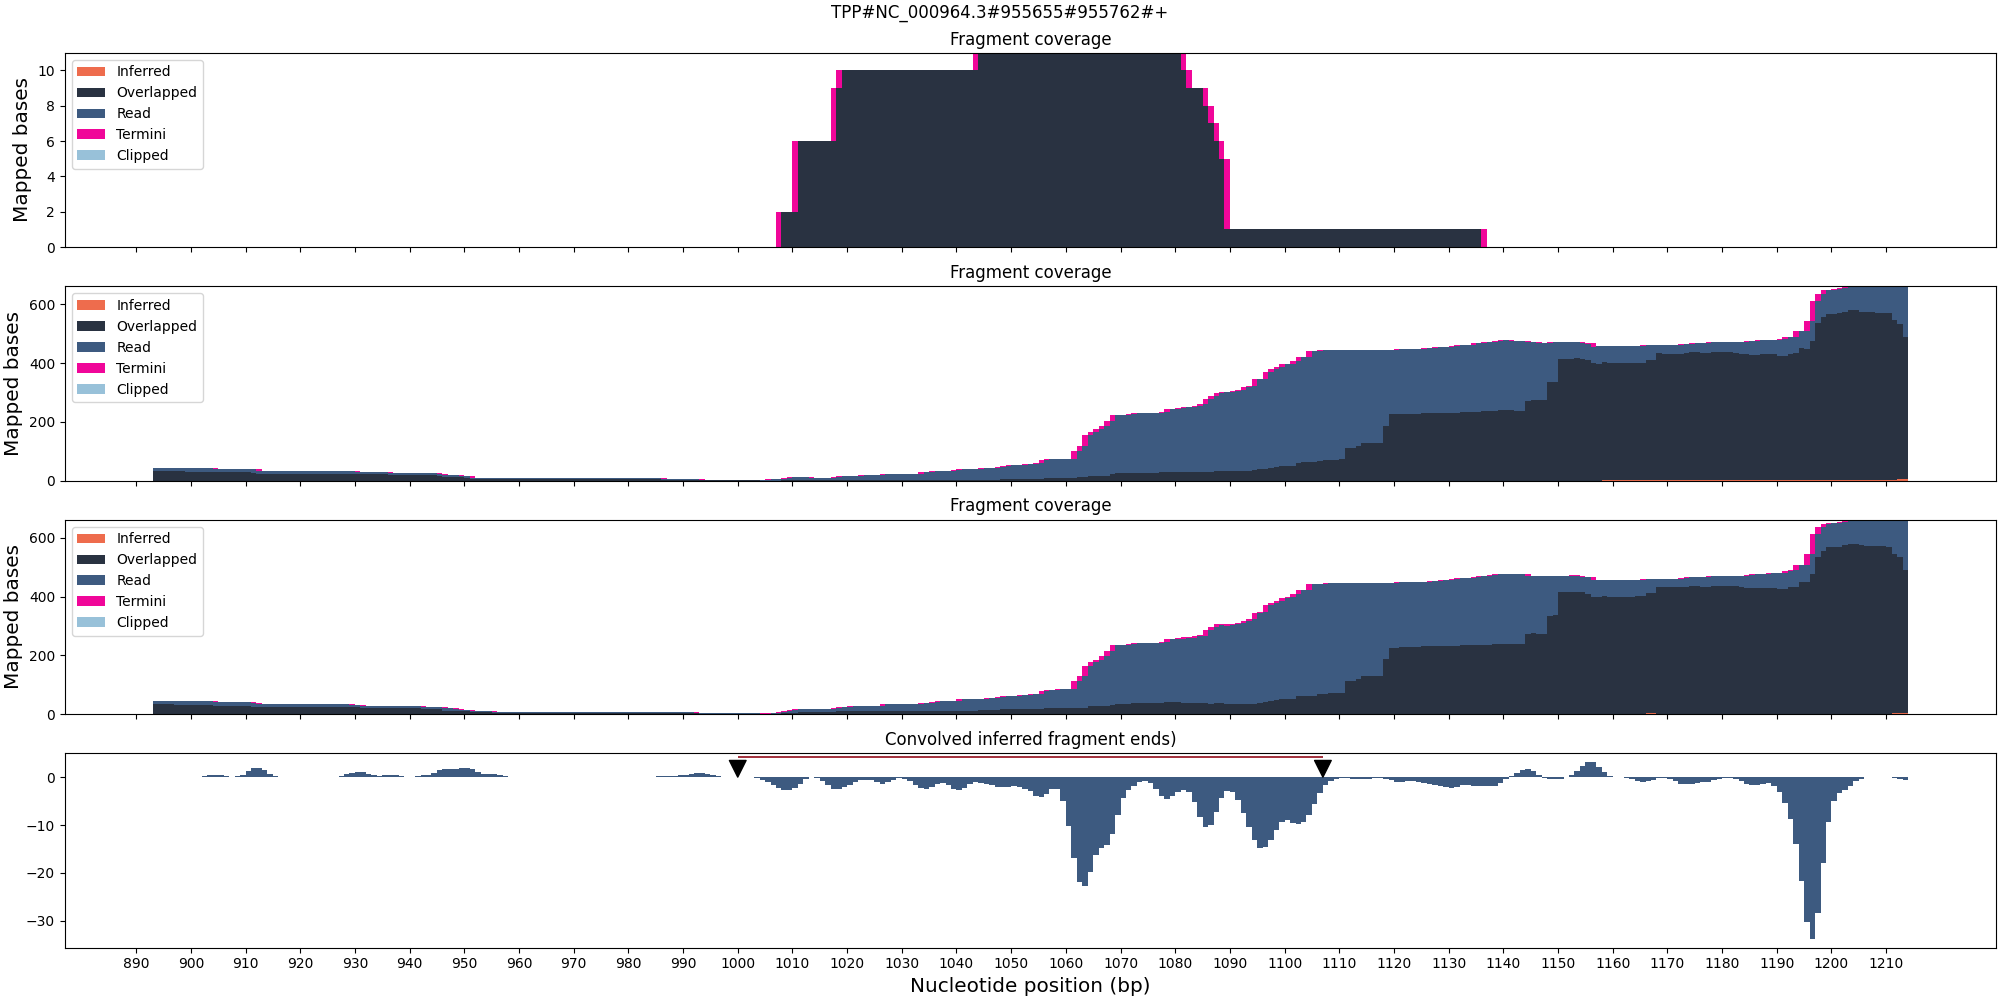 TPP#NC_000964.3#955655#955762#+
Fragment coverage
Mapped bases
10
8
6
4
2
0
Inferred
Overlapped
Read
Termini
Clipped
Fragment coverage
Mapped bases
600
400
200
0
Inferred
Overlapped
Read
Termini
Clipped
Fragment coverage
Mapped bases
600
400
200
0
Inferred
Overlapped
Read
Termini
Clipped
Convolved inferred fragment ends)
0
−10
−20
−30
890 900 910 920 930 940 950 960 970 980 990 1000 1010 1020 1030 1040 1050 1060 1070 1080 1090 1100 1110 1120 1130 1140 1150 1160 1170 1180 1190 1200 1210
Nucleotide position (bp)